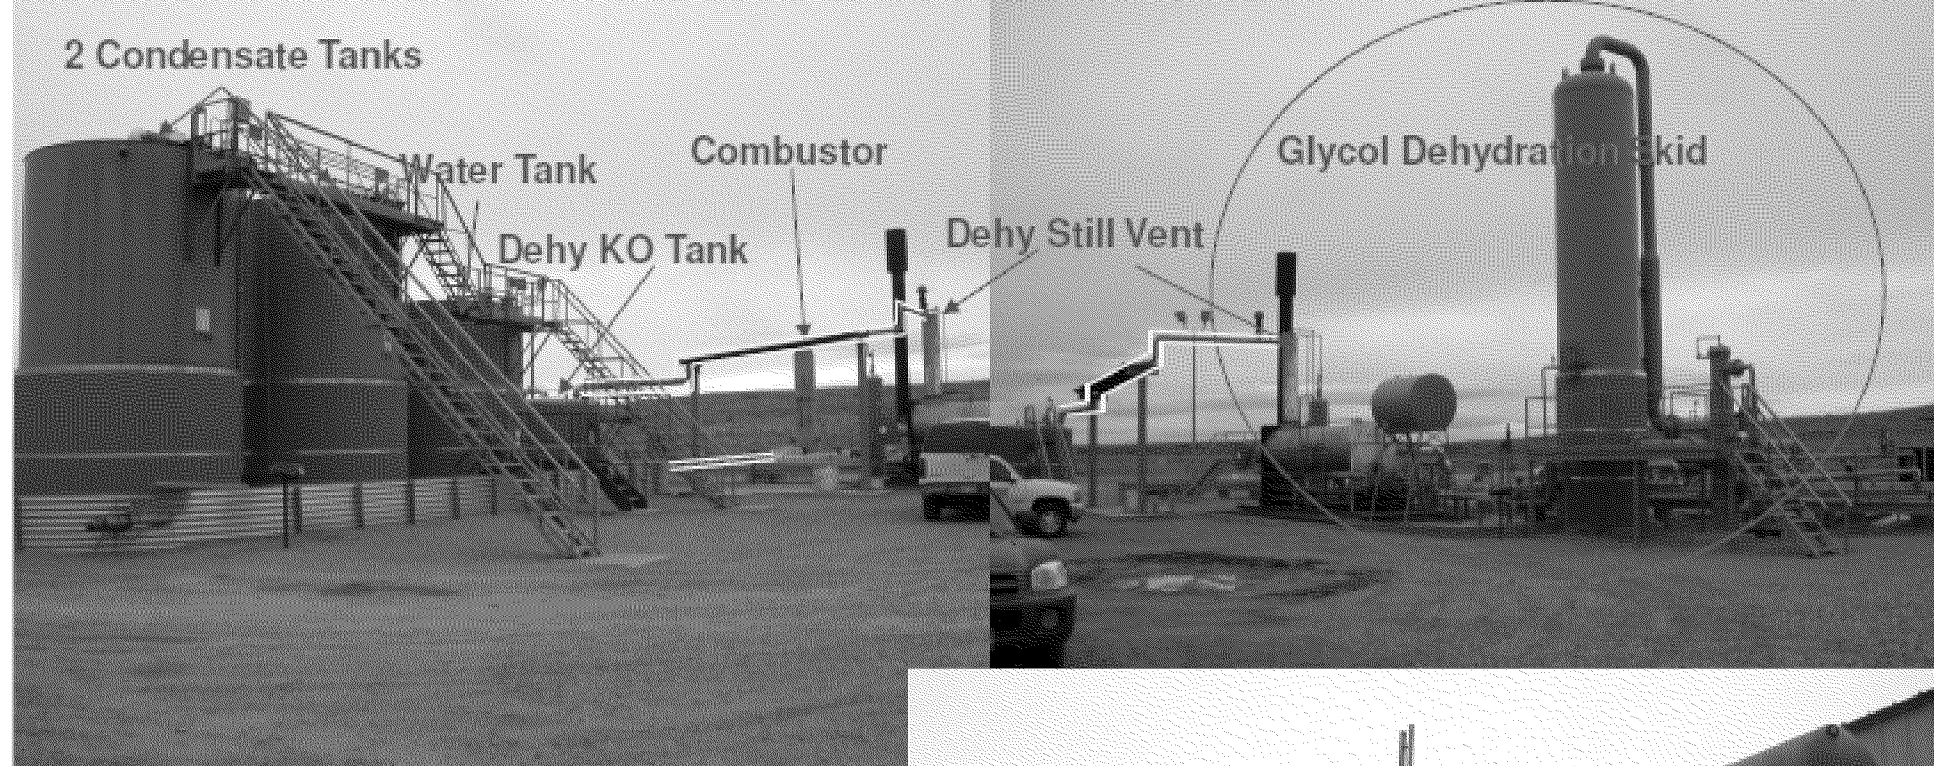 2 Condensate Tanks
Water Tank
Combustor
Glycol Dehydration Skid
Dehy KO Tank
Dehy Still Vent